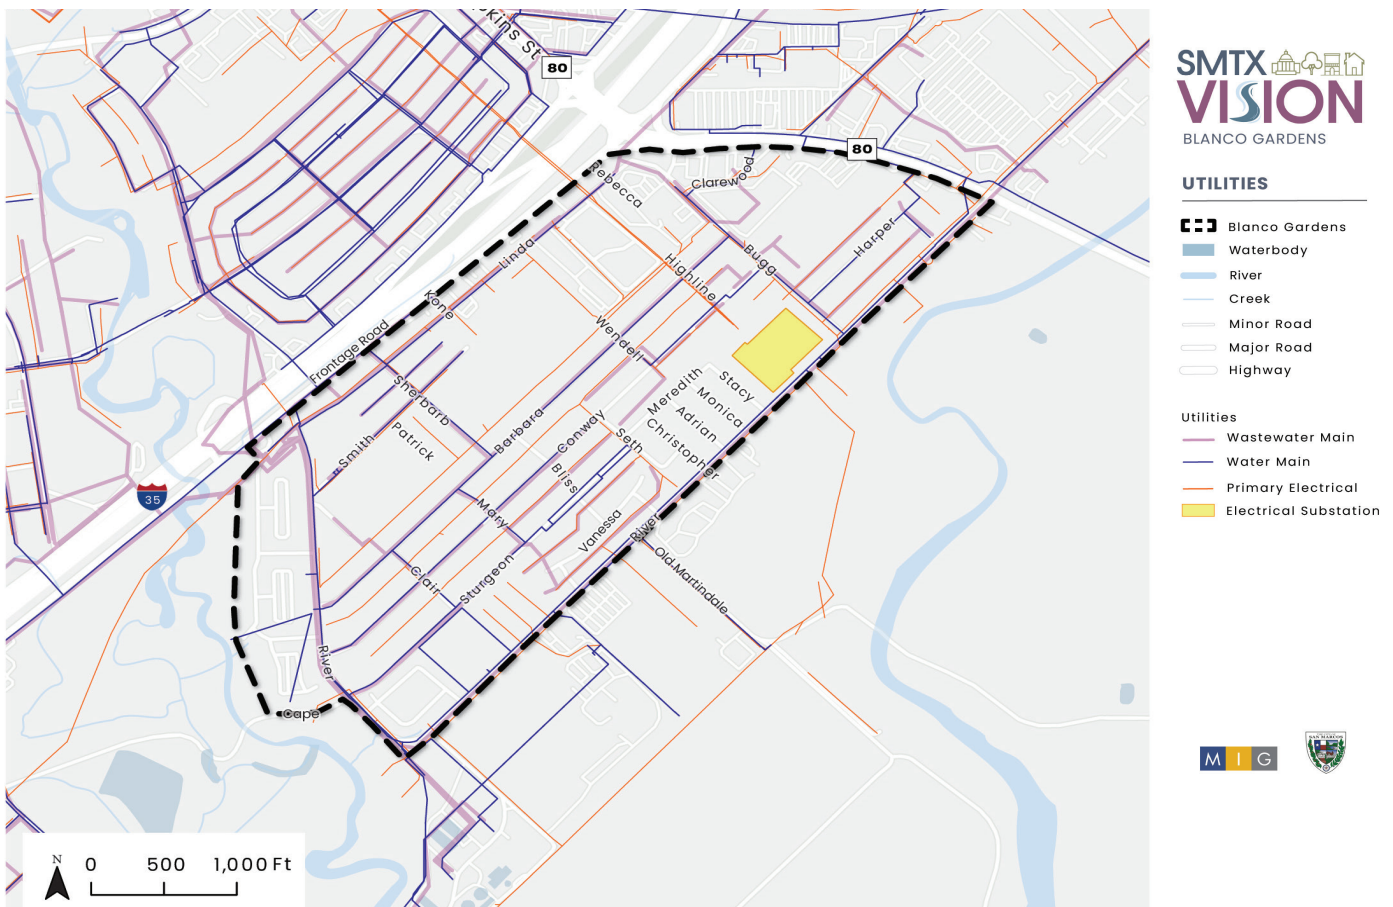 kins St
80
80
Rebecca
Clarewood
Harper
Bugg
Linda
Highline
Kone
Wendell
Frontage Road
Sherbarb
Stacy
Meredith
Monica
Adrian
Christopher
Barbara
Conway
Seth
Patrick
Smith
Bliss
35
Mary
Vanessa
River
Old Martindale
Clair
Sturgeon
River
Cape
N
0 500 1,000 Ft
SMTX
VISION
BLANCO GARDENS
UTILITIES
Blanco Gardens
Waterbody
River
Creek
Minor Road
Major Road
Highway
Utilities
Wastewater Main
Water Main
Primary Electrical
Electrical Substation
M I G
SAN MARCOS